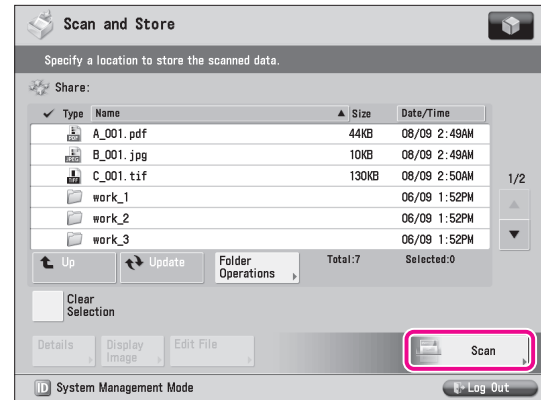 Scan and Store
Specify a location to store the scanned data.
Share:
Type Name Size Date/Time
A_001.pdf 44KB 08/09 2:49AM
B_001.jpg 10KB 08/09 2:49AM
C_001.tif 130KB 08/09 2:50AM
work_1 06/09 1:52PM
work_2 06/09 1:52PM
work_3 06/09 1:52PM
1/2
Up Update Folder Operations Total:7 Selected:0
Clear
Selection
Details Display Image Edit File Scan
ID System Management Mode Log Out